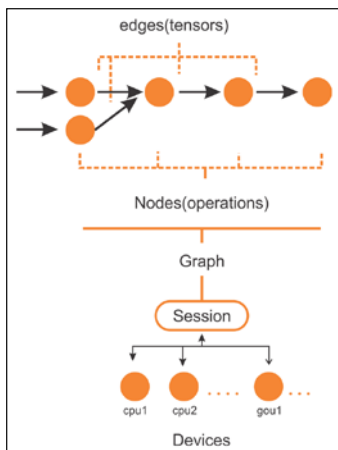 edges(tensors)
Nodes(operations)
Graph
Session
cpu1 cpu2 .... gou1 ...
Devices